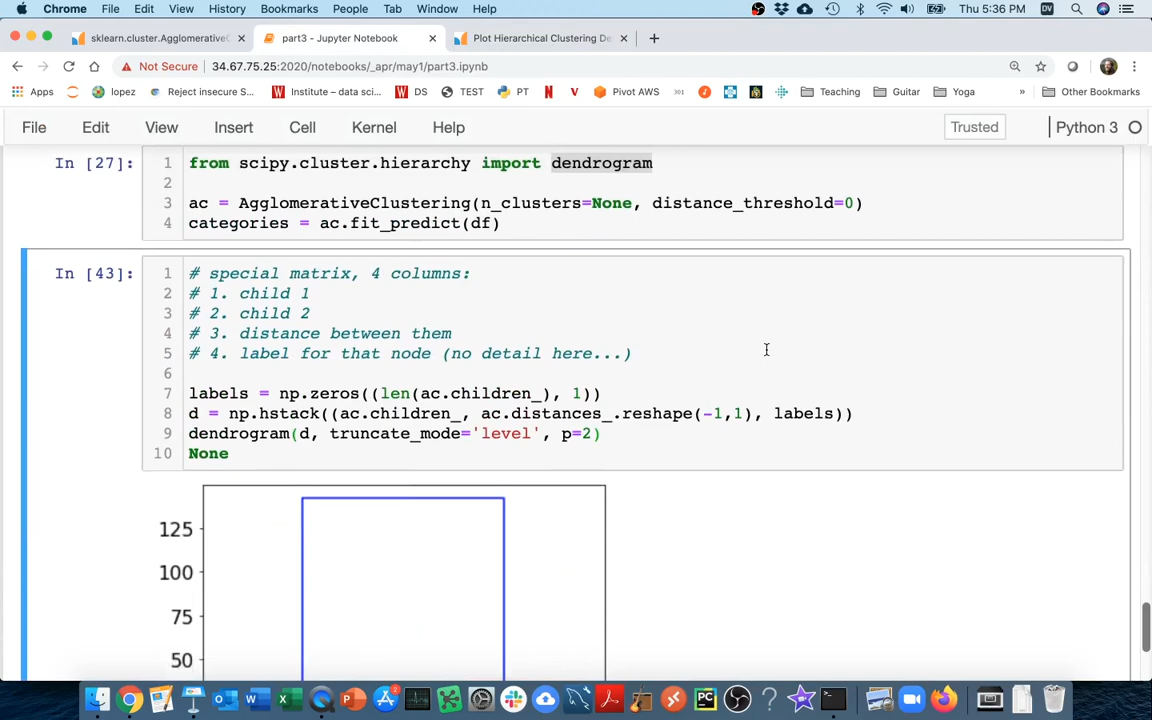 Chrome File Edit View History Bookmarks People Tab Window Help Thu 5:36 PM
sklearn.cluster.AgglomerativeC part3 - Jupyter Notebook Plot Hierarchical Clustering De
Not Secure 34.67.75.25:2020/notebooks/_apr/may1/part3.ipynb
Apps lopez Reject insecure S... Institute – data sci... DS TEST PT Pivot AWS 301 Teaching Guitar Yoga » Other Bookmarks
File Edit View Insert Cell Kernel Help Trusted Python 3
In [27]: 1 from scipy.cluster.hierarchy import dendrogram
2
3 ac = AgglomerativeClustering(n_clusters=None, distance_threshold=0)
4 categories = ac.fit_predict(df)
In [43]: 1 # special matrix, 4 columns:
2 # 1. child 1
3 # 2. child 2
4 # 3. distance between them
5 # 4. label for that node (no detail here...)
6
7 labels = np.zeros((len(ac.children_), 1))
8 d = np.hstack((ac.children_, ac.distances_.reshape(-1,1), labels))
9 dendrogram(d, truncate_mode='level', p=2)
10 None
125
100
75
50